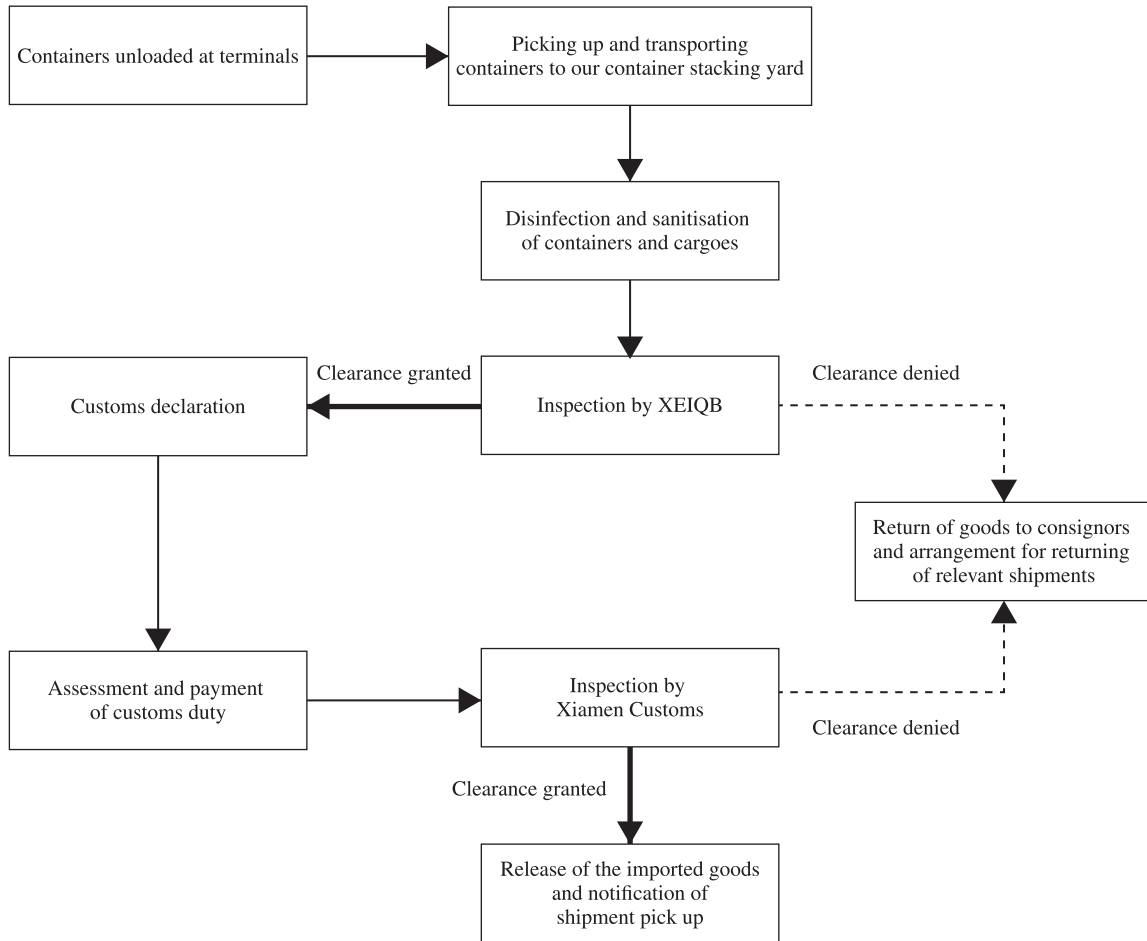 Containers unloaded at terminals
Picking up and transporting
containers to our container stacking yard
Disinfection and sanitisation
of containers and cargoes
Customs declaration
Clearance granted
Inspection by XEIQB
Clearance denied
Return of goods to consignors
and arrangement for returning
of relevant shipments
Assessment and payment
of customs duty
Inspection by
Xiamen Customs
Clearance denied
Clearance granted
Release of the imported goods
and notification of
shipment pick up